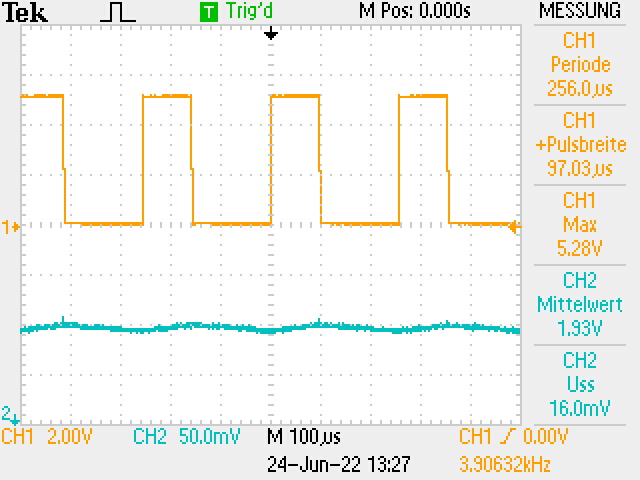 Tek T Trig'd M Pos: 0.000s MESSUNG
CH1
Periode
256.0µs
CH1
+Pulsbreite
97.03µs
CH1
Max
5.28V
CH2
Mittelwert
1.93V
CH2
Uss
16.0mV
1
2
CH1 2.00V CH2 50.0mV M 100µs CH1 0.00V
24-Jun-22 13:27 3.90632kHz